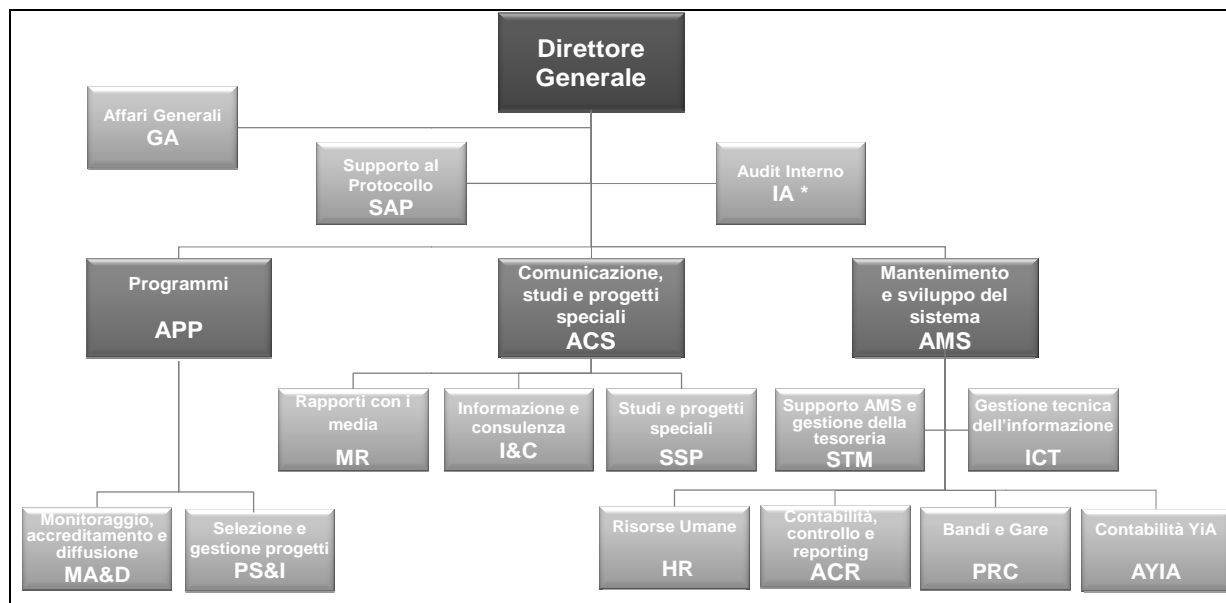 Direttore
Generale
Affari Generali
GA
Supporto al
Protocollo
SAP
Audit Interno
IA *
Programmi
APP
Comunicazione,
studi e progetti
speciali
ACS
Mantenimento
e sviluppo del
sistema
AMS
Rapporti con i
media
MR
Informazione e
consulenza
I&C
Studi e progetti
speciali
SSP
Supporto AMS e
gestione della
tesoreria
STM
Gestione tecnica
dell'informazione
ICT
Monitoraggio,
accreditamento e
diffusione
MA&D
Selezione e
gestione progetti
PS&I
Risorse Umane
HR
Contabilità,
controllo e
reporting
ACR
Bandi e Gare
PRC
Contabilità YiA
AYIA